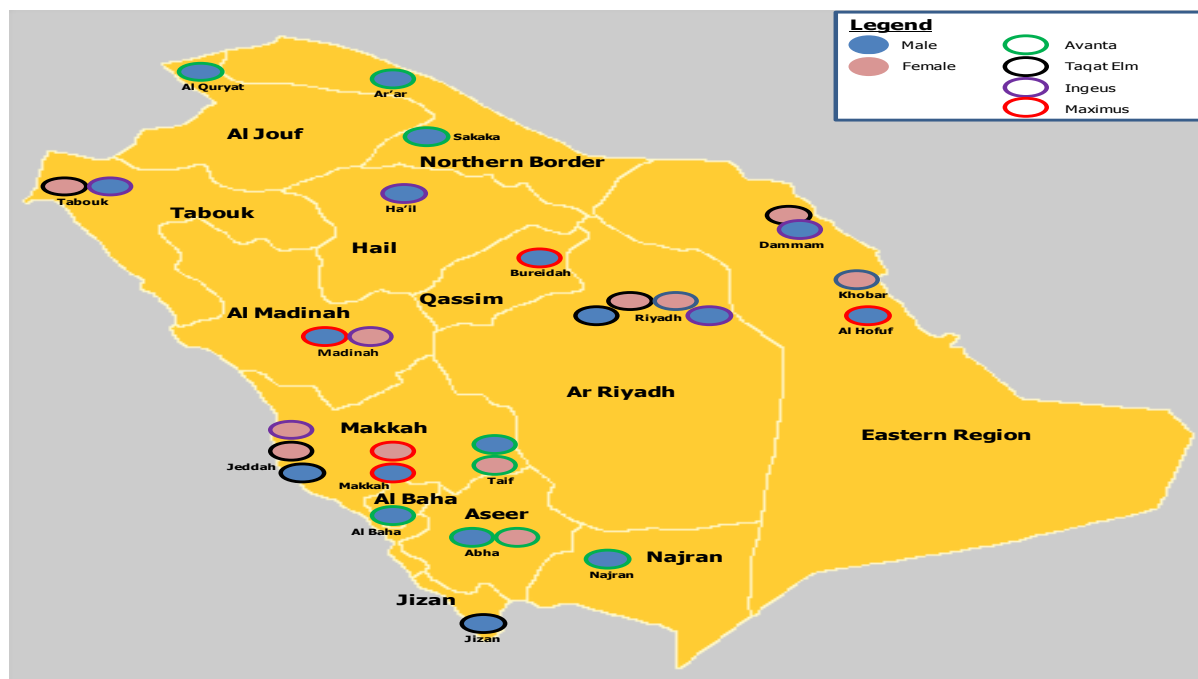 Legend
Male
Avanta
Female
Taqat Elm
Ingeus
Maximus
Al Quryat
Ar'ar
Al Jouf
Sakaka
Northern Border
Tabouk
Tabouk
Ha'il
Hail
Dammam
Bureidah
Khobar
Qassim
Al Madinah
Riyadh
Al Hofuf
Madinah
Ar Riyadh
Makkah
Eastern Region
Jeddah
Makkah
Taif
Al Baha
Aseer
Al Baha
Abha
Najran
Najran
Jizan
Jizan